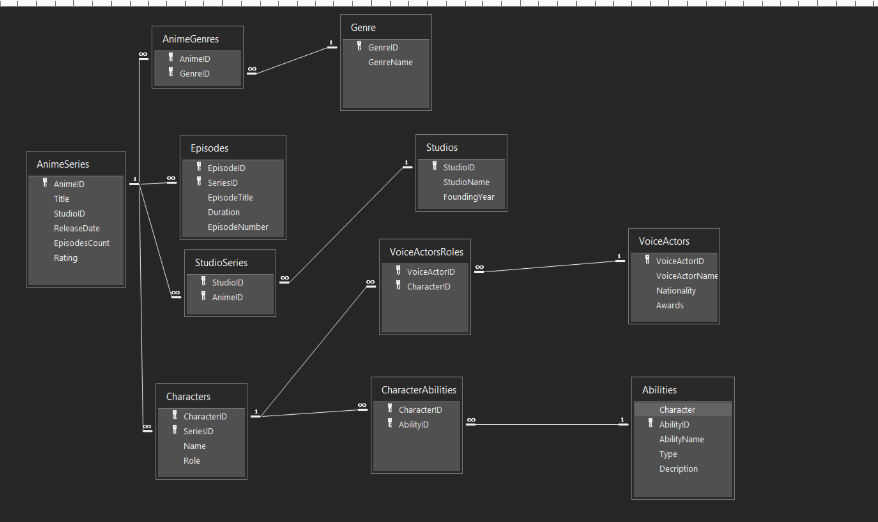 AnimeGenres
AnimeID
GenreID
Genre
GenreID
GenreName
AnimeSeries
AnimeID
Title
StudioID
ReleaseDate
EpisodesCount
Rating
Episodes
EpisodeID
SeriesID
EpisodeTitle
Duration
EpisodeNumber
Studios
StudioID
StudioName
FoundingYear
StudioSeries
StudioID
AnimeID
VoiceActorsRoles
VoiceActorID
CharacterID
VoiceActors
VoiceActorID
VoiceActorName
Nationality
Awards
Characters
CharacterID
SeriesID
Name
Role
CharacterAbilities
CharacterID
AbilityID
Abilities
Character
AbilityID
AbilityName
Type
Decription
1
∞
∞
1
∞
1
∞
∞
∞
1
∞
∞
1
1
∞
∞
1